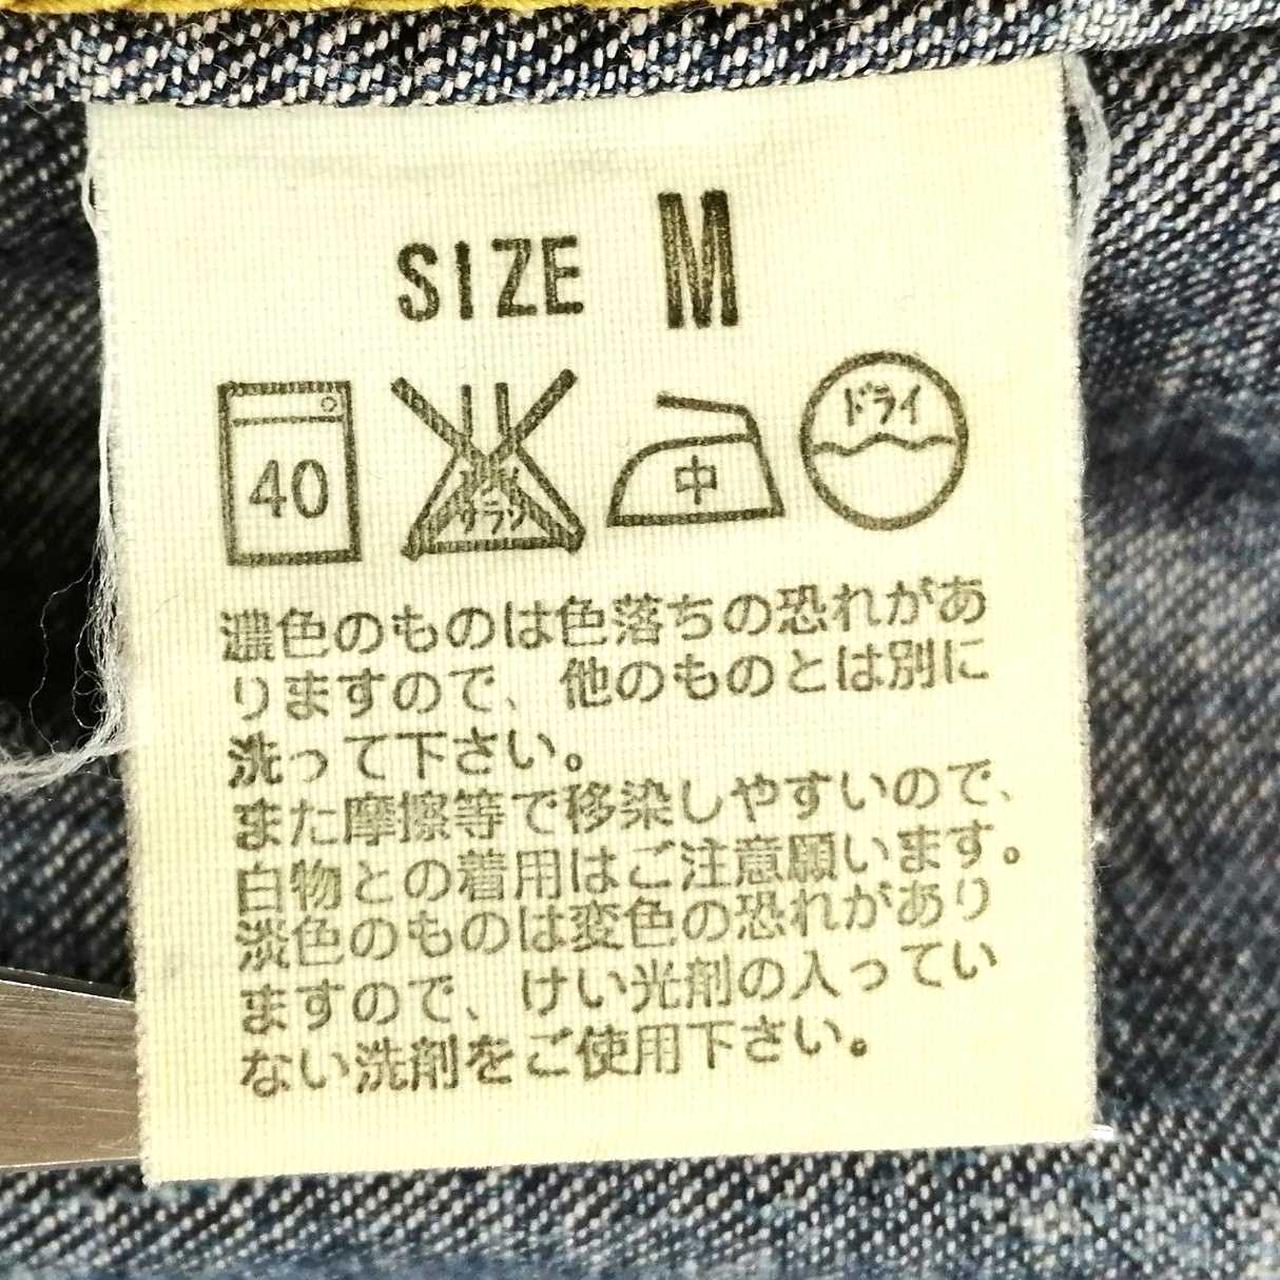 SIZE M
40
中
ドライ
濃色のものは色落ちの恐れがあ
りますので、他のものとは別に
洗って下さい。
また摩擦等で移染しやすいので、
白物との着用はご注意願います。
淡色のものは変色の恐れがあり
ますので、けい光剤の入ってい
ない洗剤をご使用下さい。